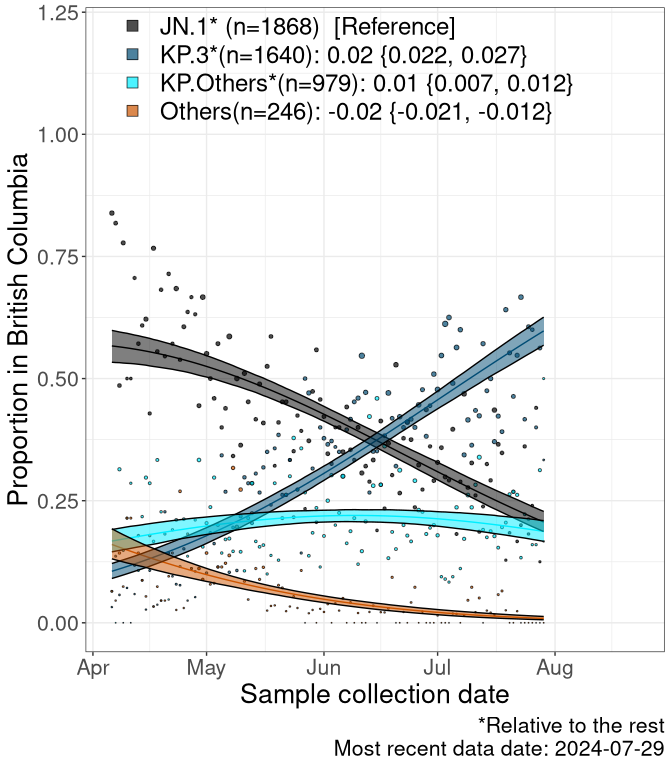 1.25
JN.1* (n=1868)  [Reference]
KP.3*(n=1640): 0.02 {0.022, 0.027}
KP.Others*(n=979): 0.01 {0.007, 0.012}
Others(n=246): -0.02 {-0.021, -0.012}
1.00
0.75
0.50
0.25
0.00
Proportion in British Columbia
Apr May Jun Jul Aug
Sample collection date
*Relative to the rest
Most recent data date: 2024-07-29